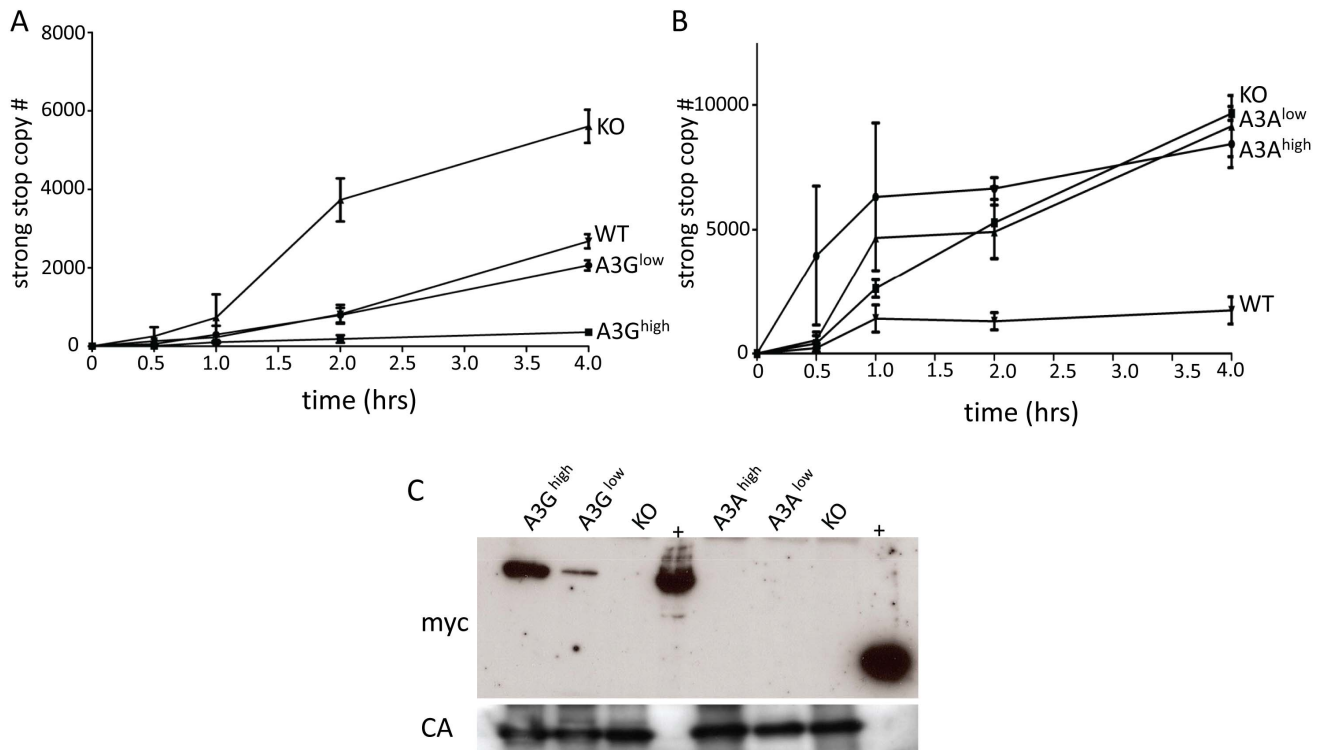 A
8000
6000
4000
2000
0
strong stop copy #
KO
WT
A3Glow
A3Ghigh
0 0.5 1.0 1.5 2.0 2.5 3.0 3.5 4.0
time (hrs)
B
10000
5000
0
strong stop copy #
KO
A3Alow
A3Ahigh
WT
0 0.5 1.0 1.5 2.0 2.5 3.0 3.5 4.0
time (hrs)
C
A3G high
A3G low
KO
+
A3A high
A3A low
KO
+
myc
CA